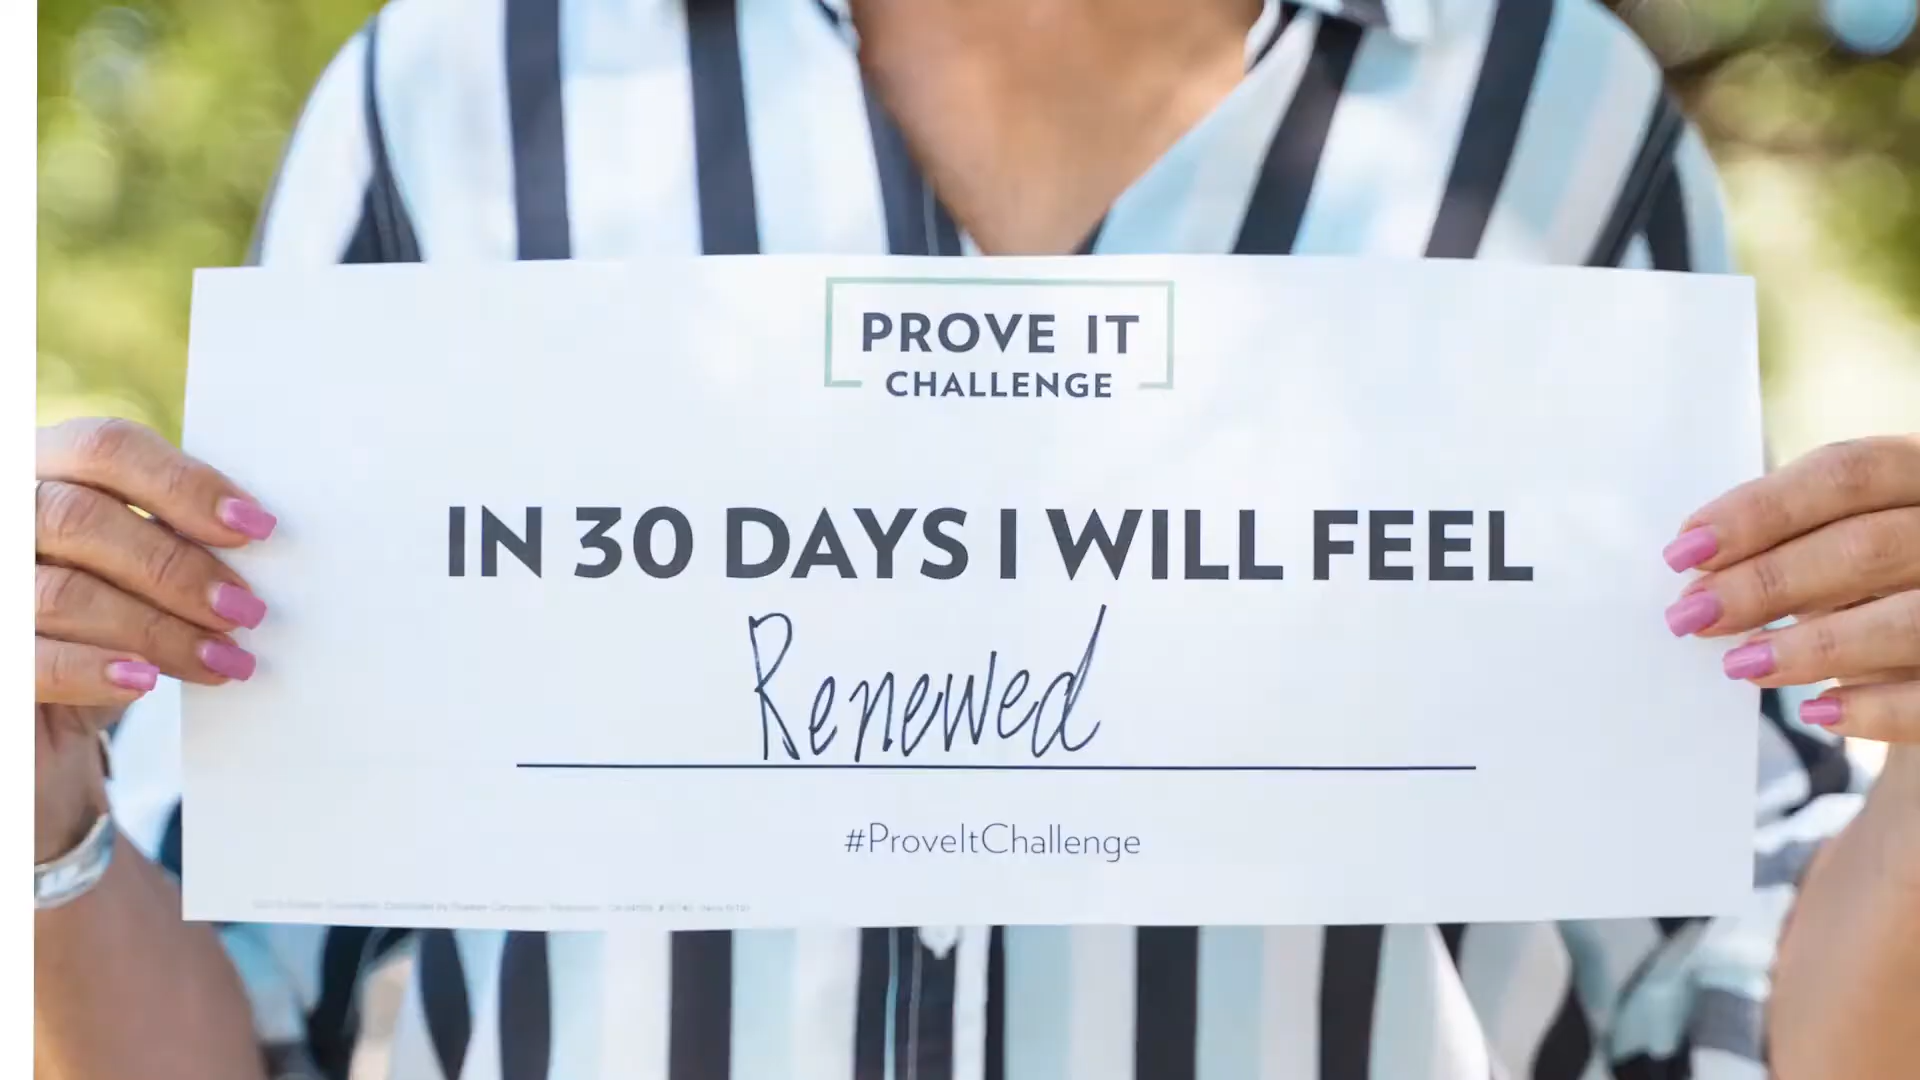 PROVE IT
CHALLENGE
IN 30 DAYS I WILL FEEL
Renewed
#ProveItChallenge